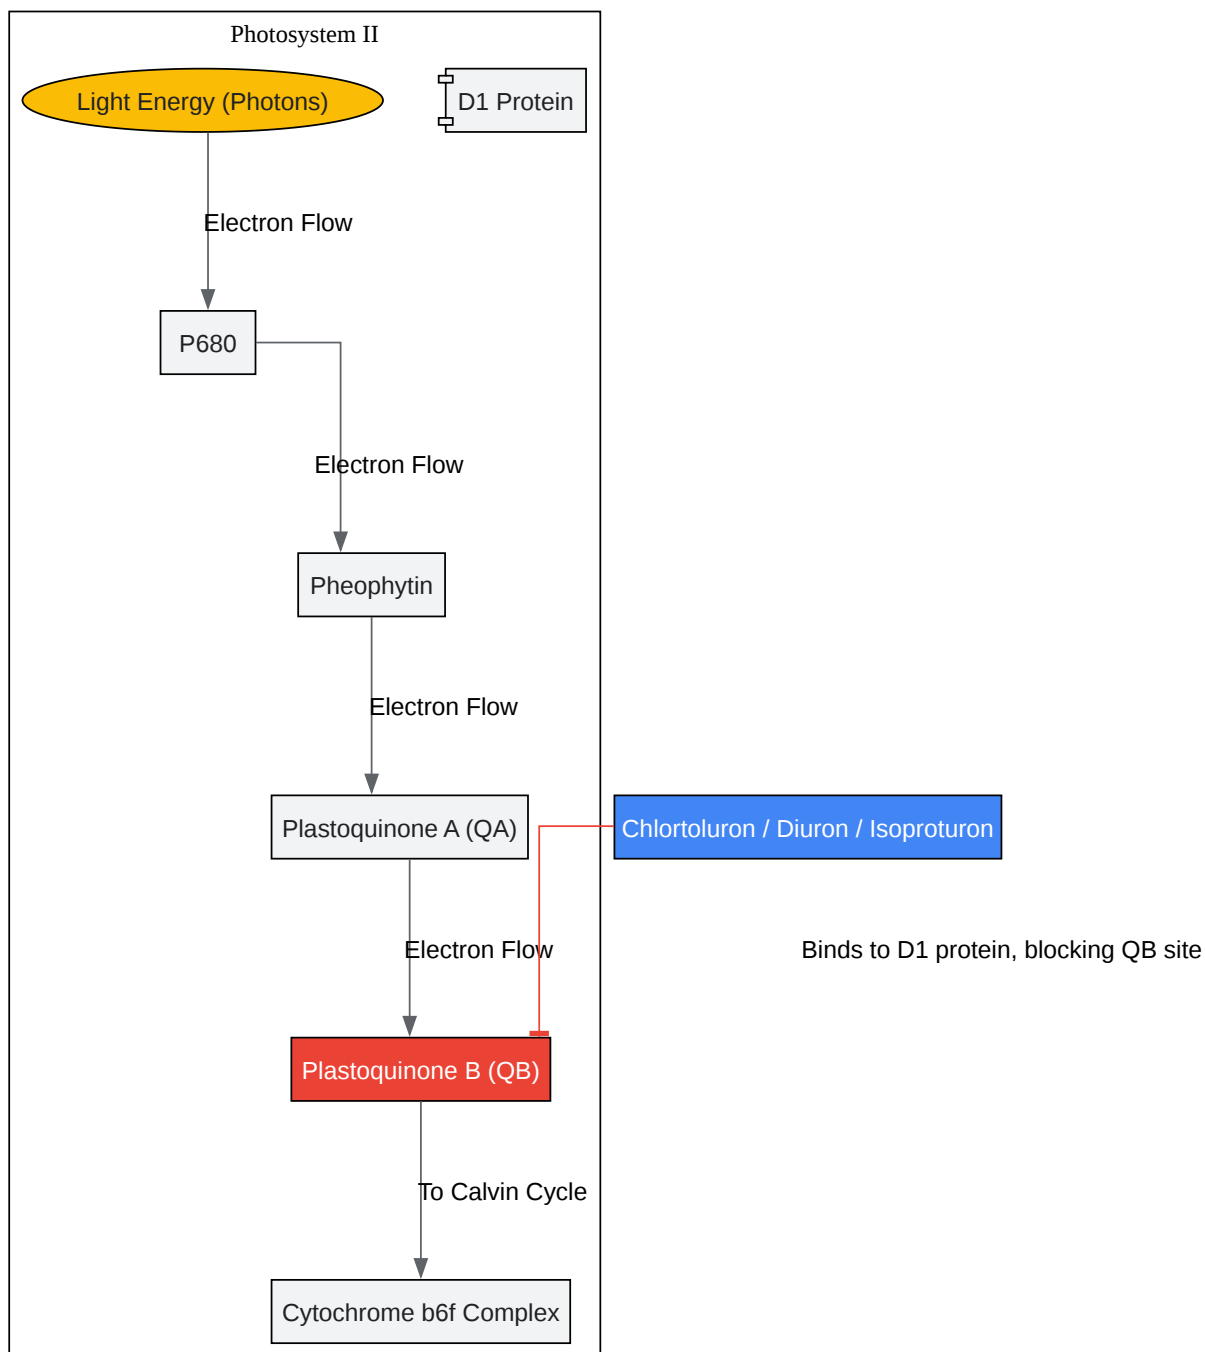 Photosystem II
Light Energy (Photons)
D1 Protein
Electron Flow
P680
Electron Flow
Pheophytin
Electron Flow
Plastoquinone A (QA)
Chlortoluron / Diuron / Isoproturon
Electron Flow
Binds to D1 protein, blocking QB site
Plastoquinone B (QB)
To Calvin Cycle
Cytochrome b6f Complex